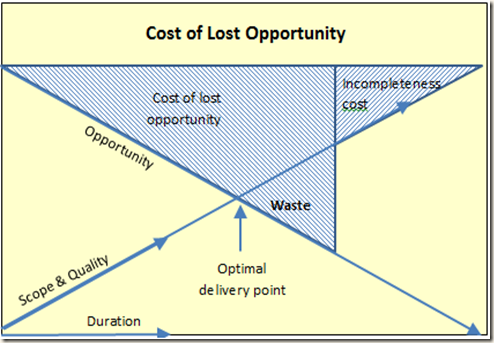 Cost of Lost Opportunity
Incompleteness
cost
Cost of lost
opportunity
Opportunity
Waste
Scope & Quality
Optimal
delivery point
Duration